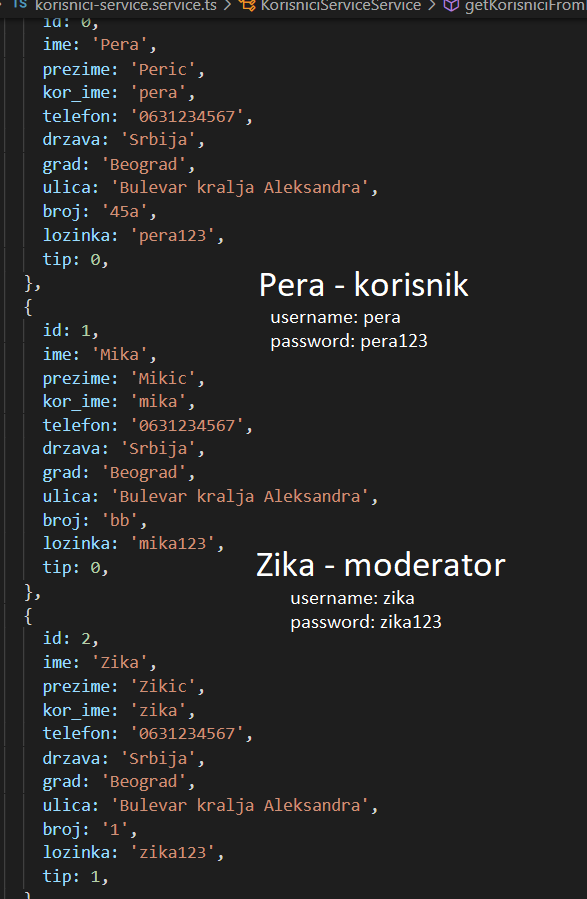 TS korisnici-service.service.ts > KorisniciServiceService > getKorisniciFrom
id: 0,
ime: 'Pera',
prezime: 'Peric',
kor_ime: 'pera',
telefon: '0631234567',
drzava: 'Srbija',
grad: 'Beograd',
ulica: 'Bulevar kralja Aleksandra',
broj: '45a',
lozinka: 'pera123',
tip: 0,
},
{
id: 1,
ime: 'Mika',
prezime: 'Mikic',
kor_ime: 'mika',
telefon: '0631234567',
drzava: 'Srbija',
grad: 'Beograd',
ulica: 'Bulevar kralja Aleksandra',
broj: 'bb',
lozinka: 'mika123',
tip: 0,
},
{
id: 2,
ime: 'Zika',
prezime: 'Zikic',
kor_ime: 'zika',
telefon: '0631234567',
drzava: 'Srbija',
grad: 'Beograd',
ulica: 'Bulevar kralja Aleksandra',
broj: '1',
lozinka: 'zika123',
tip: 1,
}
Pera - korisnik
username: pera
password: pera123
Zika - moderator
username: zika
password: zika123